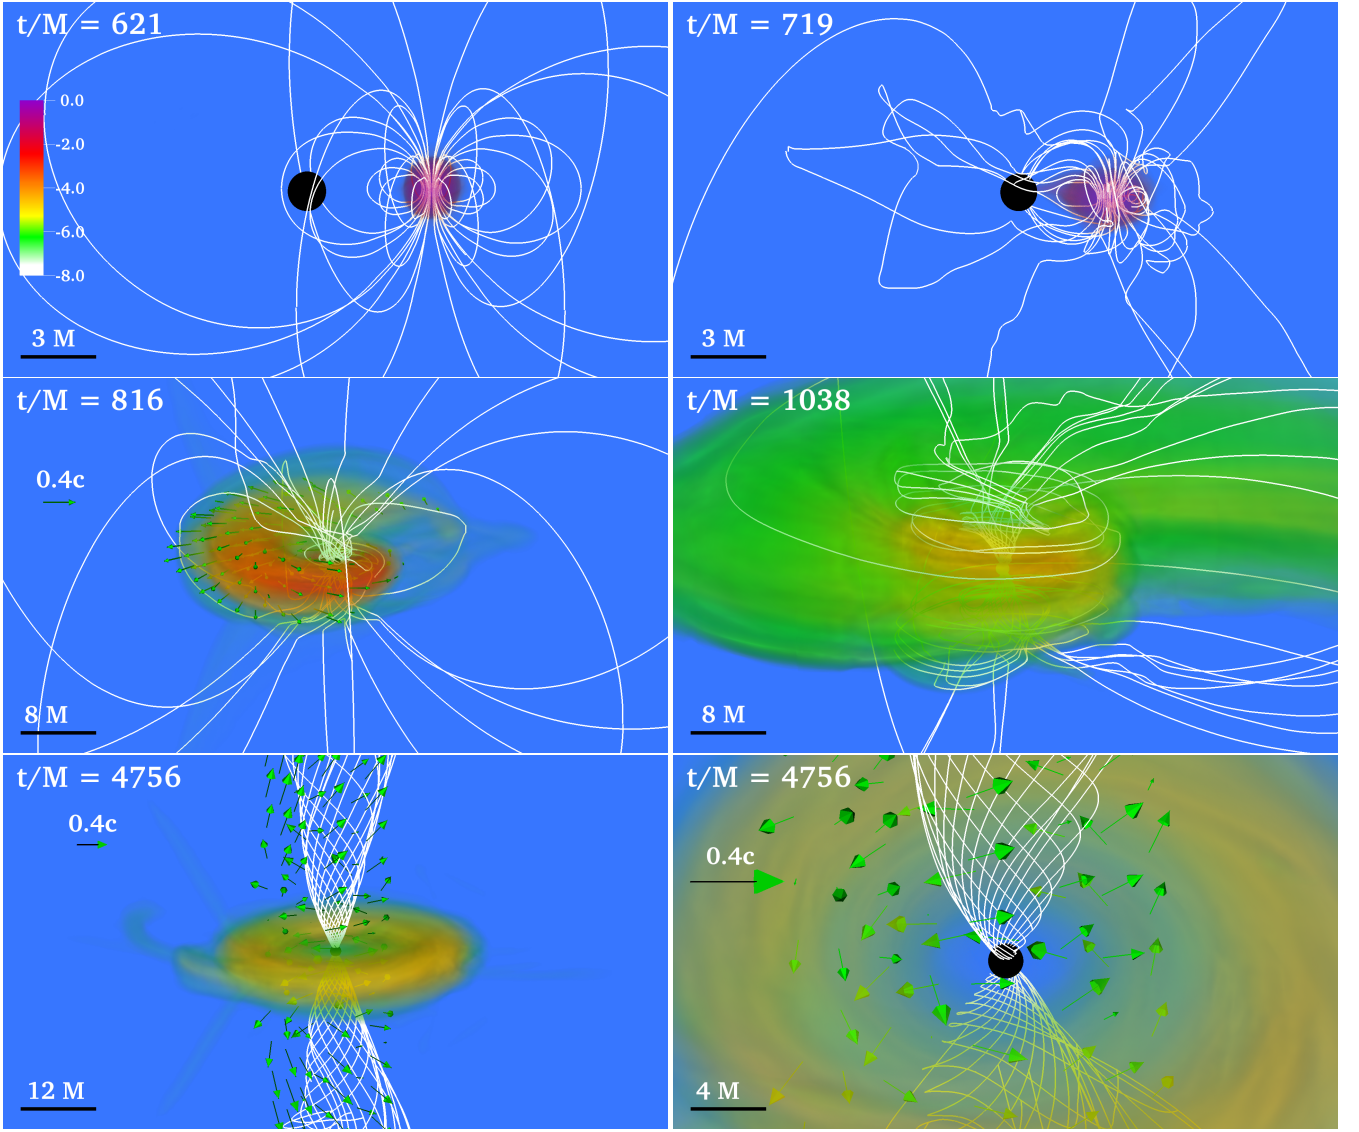 t/M = 621
0.0
-2.0
-4.0
-6.0
-8.0
3 M
t/M = 719
3 M
t/M = 816
0.4c
8 M
t/M = 1038
8 M
t/M = 4756
0.4c
12 M
t/M = 4756
0.4c
4 M